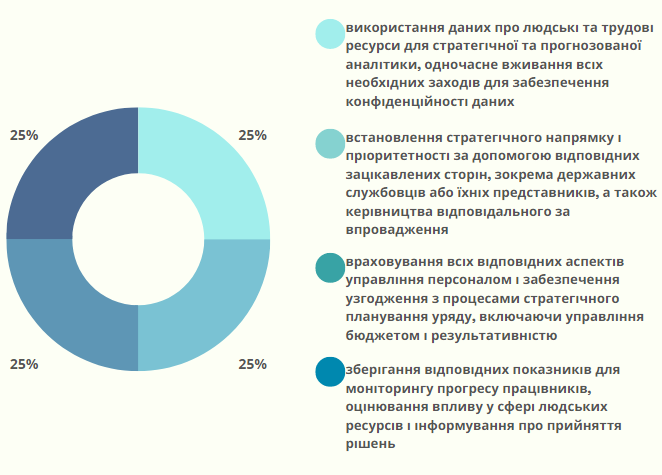 25%
25%
25%
25%
використання даних про людські та трудові
ресурси для стратегічної та прогнозованої
аналітики, одночасне вживання всіх
необхідних заходів для забезпечення
конфіденційності даних
встановлення стратегічного напрямку і
пріоритетності за допомогою відповідних
зацікавлених сторін, зокрема державних
службовців або їхніх представників, а також
керівництва відповідального за
впровадження
враховування всіх відповідних аспектів
управління персоналом і забезпечення
узгодження з процесами стратегічного
планування уряду, включаючи управління
бюджетом і результативністю
зберігання відповідних показників для
моніторингу прогресу працівників,
оцінювання впливу у сфері людських
ресурсів і інформування про прийняття
рішень